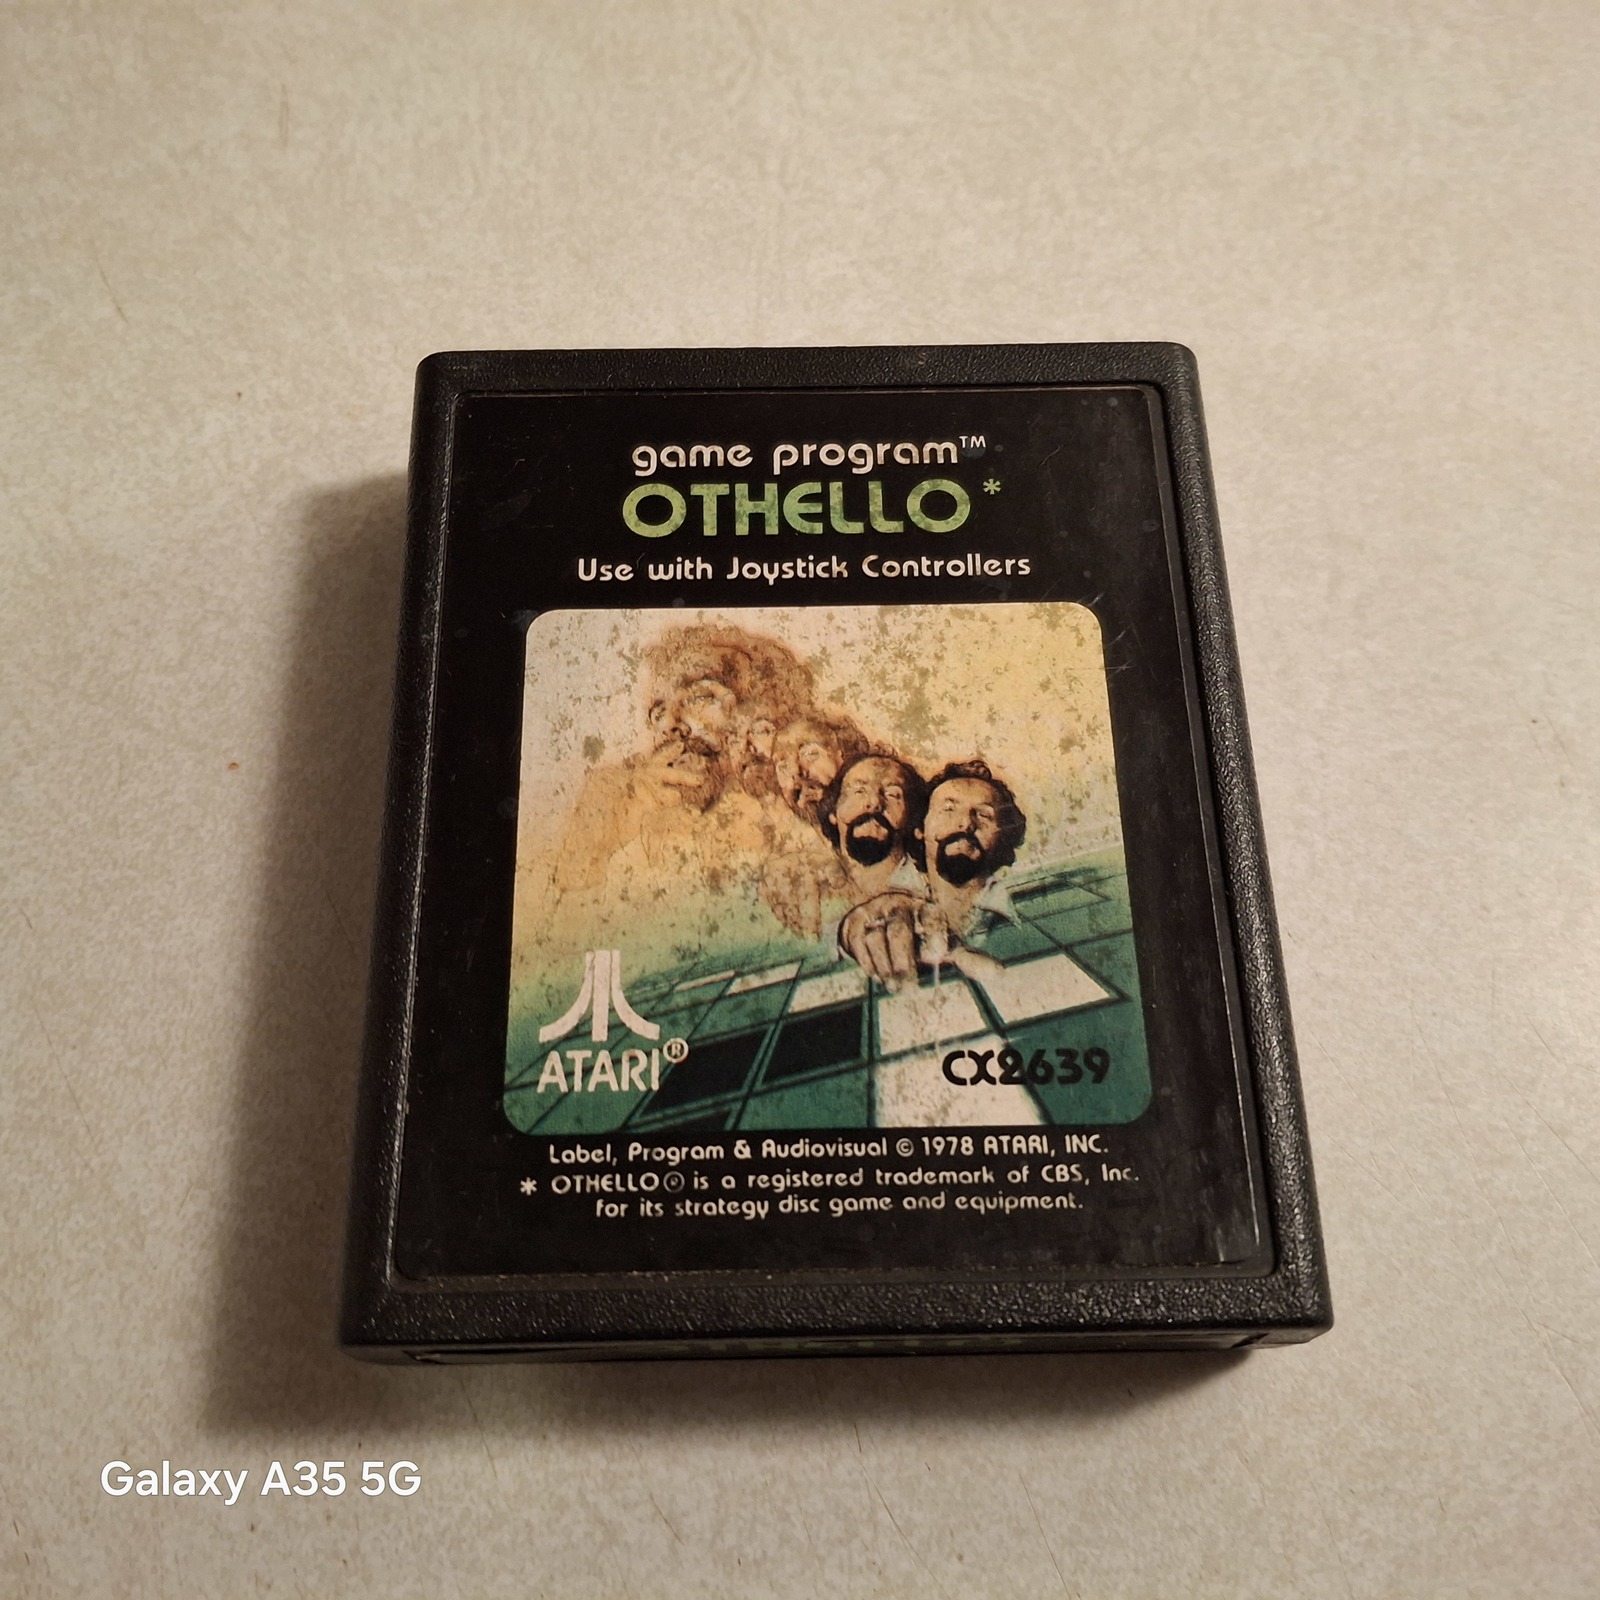 game program™
OTHELLO*
Use with Joystick Controllers
ATARI®
CX2639
Label, Program & Audiovisual © 1978 ATARI, INC.
* OTHELLO® is a registered trademark of CBS, Inc.
for its strategy disc game and equipment.
Galaxy A35 5G